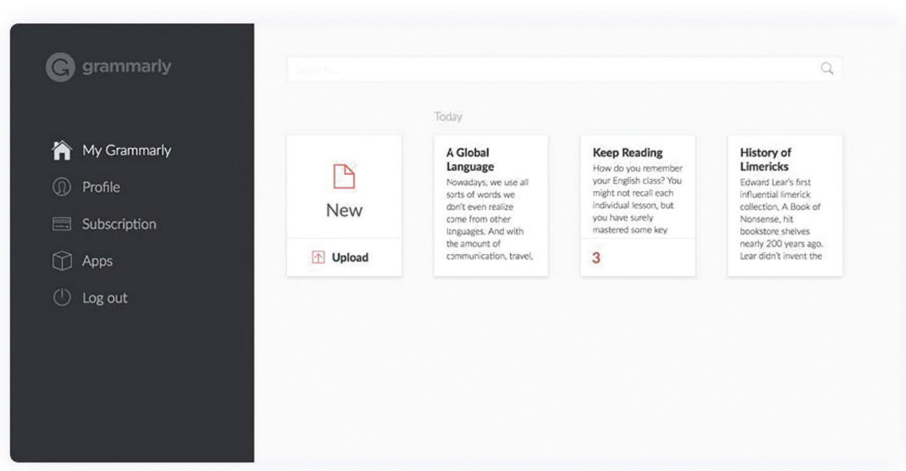 grammarly
My Grammarly
Profile
Subscription
Apps
Log out
Search...
Today
New
Upload
A Global
Language
Nowadays, we use all
sorts of words we
don't even realize
come from other
languages. And with
the amount of
communication, travel,
Keep Reading
How do you remember
your English class? You
might not recall each
individual lesson, but
you have surely
mastered some key
3
History of
Limericks
Edward Lear's first
influential limerick
collection, A Book of
Nonsense, hit
bookstore shelves
nearly 200 years ago.
Lear didn't invent the